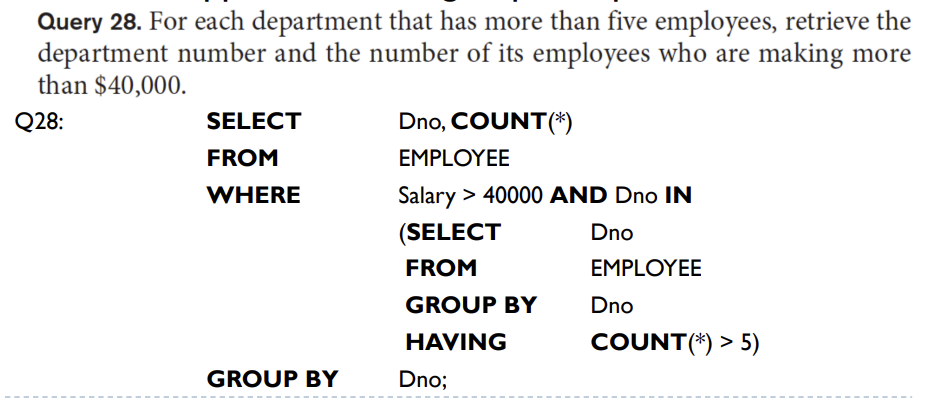 Query 28. For each department that has more than five employees, retrieve the
department number and the number of its employees who are making more
than $40,000.
Q28: SELECT Dno, COUNT(*)
FROM EMPLOYEE
WHERE Salary > 40000 AND Dno IN
(SELECT Dno
FROM EMPLOYEE
GROUP BY Dno
HAVING COUNT(*) > 5)
GROUP BY Dno;